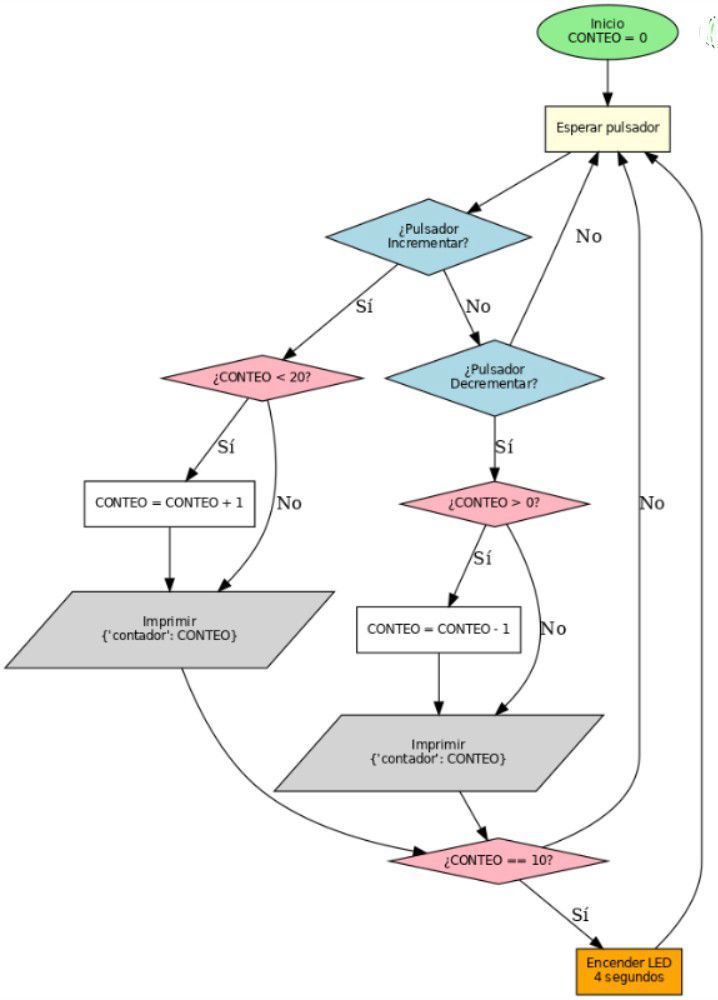 Inicio
CONTEO = 0
Esperar pulsador
¿Pulsador
Incrementar?
No
Sí
No
¿CONTEO < 20?
¿Pulsador
Decrementar?
Sí
Sí
CONTEO = CONTEO + 1
No
¿CONTEO > 0?
No
Sí
Imprimir
{'contador': CONTEO}
CONTEO = CONTEO - 1
No
Imprimir
{'contador': CONTEO}
¿CONTEO == 10?
Sí
Encender LED
4 segundos